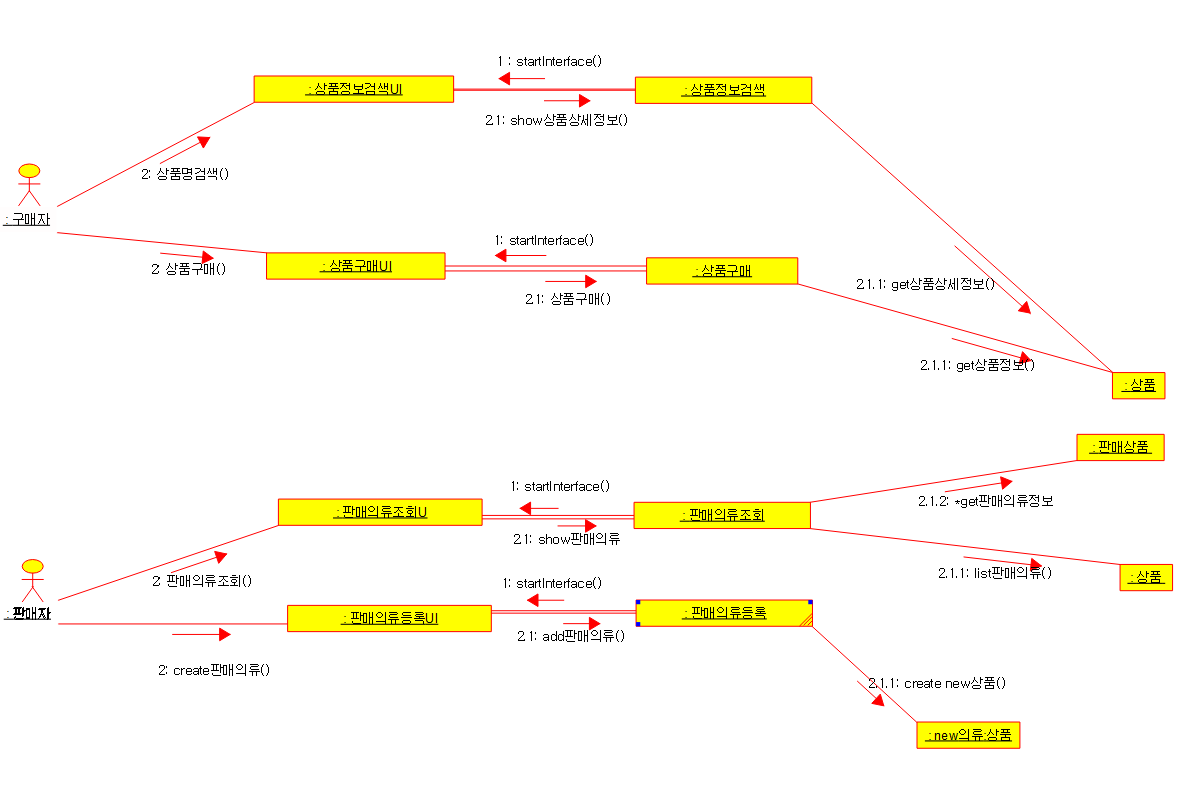 1 : startInterface()
: 상품정보검색UI
: 상품정보검색
2.1: show상품상세정보()
2: 상품명검색()
: 구매자
1: startInterface()
2: 상품구매()
: 상품구매UI
: 상품구매
2.1: 상품구매()
2.1.1: get상품상세정보()
2.1.1: get상품정보()
: 상품
: 판매상품
1: startInterface()
2.1.2: *get판매의류정보
: 판매의류조회U
: 판매의류조회
2.1: show판매의류
2.1.1: list판매의류()
: 상품
2: 판매의류조회()
1: startInterface()
: 판매자
: 판매의류등록UI
: 판매의류등록
2.1: add판매의류()
2: create판매의류()
2.1.1: create new상품()
: new의류:상품